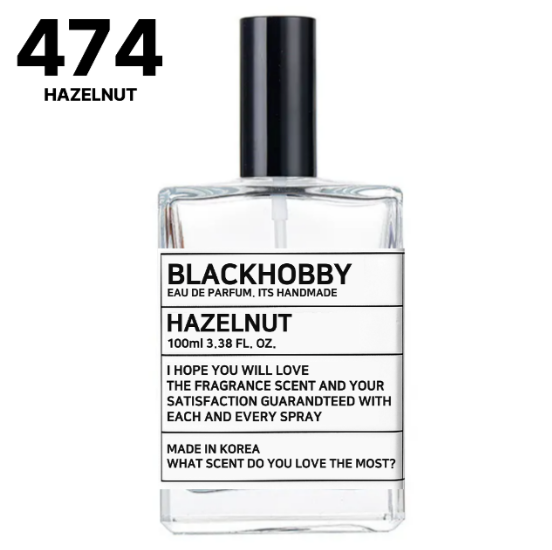 474
HAZELNUT
BLACKHOBBY
EAU DE PARFUM, ITS HANDMADE
HAZELNUT
100ml 3.38 FL. OZ.
I HOPE YOU WILL LOVE
THE FRAGRANCE SCENT AND YOUR
SATISFACTION GUARANDTEED WITH
EACH AND EVERY SPRAY
MADE IN KOREA
WHAT SCENT DO YOU LOVE THE MOST?